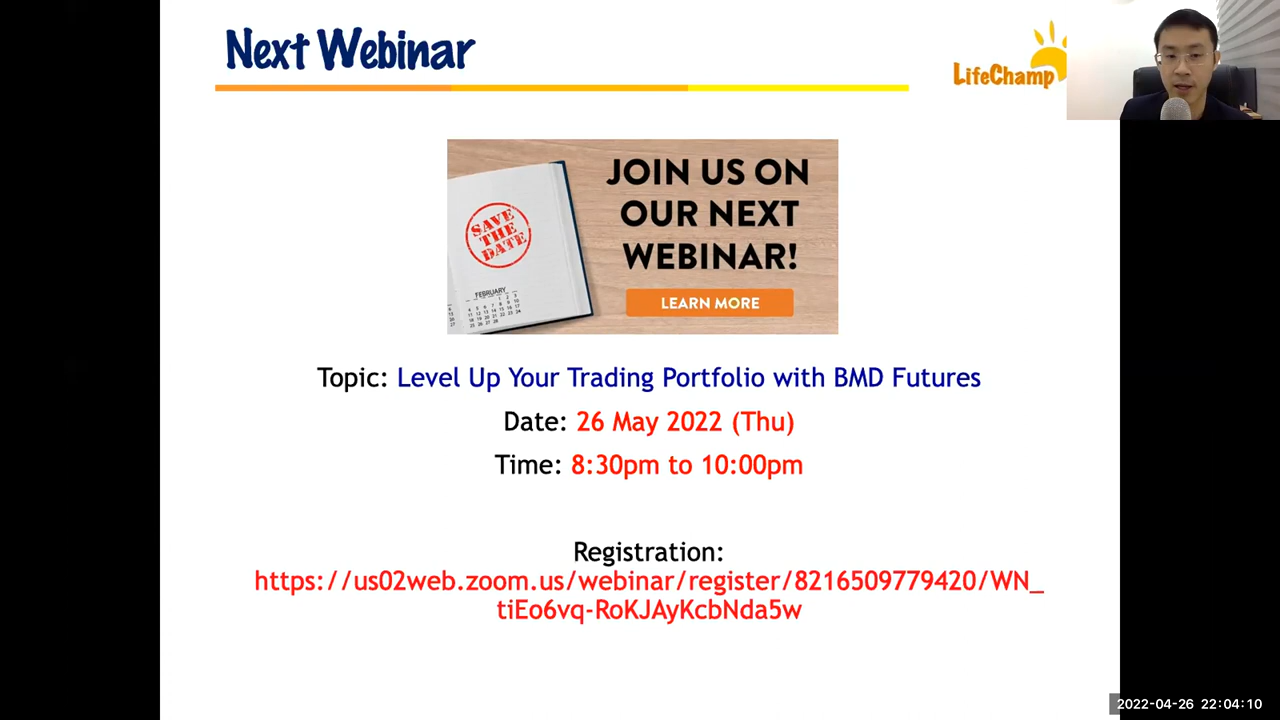 Next Webinar
LifeChamp
JOIN US ON
OUR NEXT
WEBINAR!
SAVE
THE
DATE
FEBRUARY
LEARN MORE
Topic: Level Up Your Trading Portfolio with BMD Futures
Date: 26 May 2022 (Thu)
Time: 8:30pm to 10:00pm
Registration:
https://us02web.zoom.us/webinar/register/8216509779420/WN_
tiEo6vq-RoKJAyKcbNda5w
2022-04-26 22:04:10